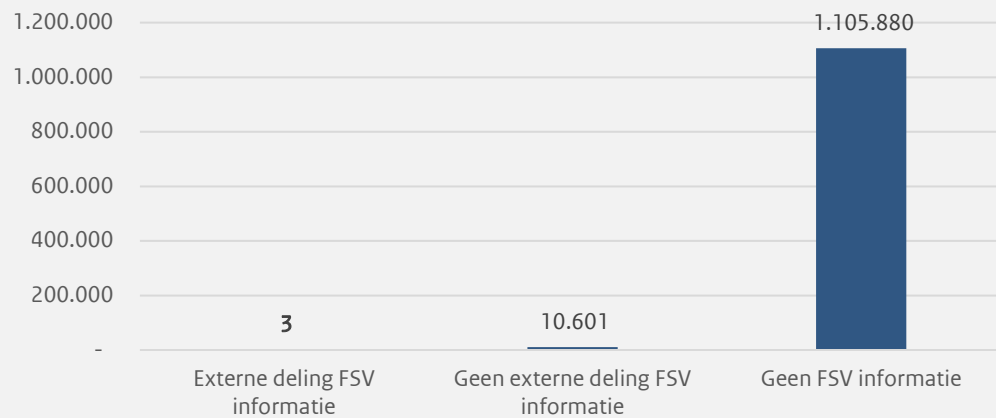 1.200.000
1.105.880
1.000.000
800.000
600.000
400.000
200.000
3
10.601
-
Externe deling FSV
informatie
Geen externe deling FSV
informatie
Geen FSV informatie